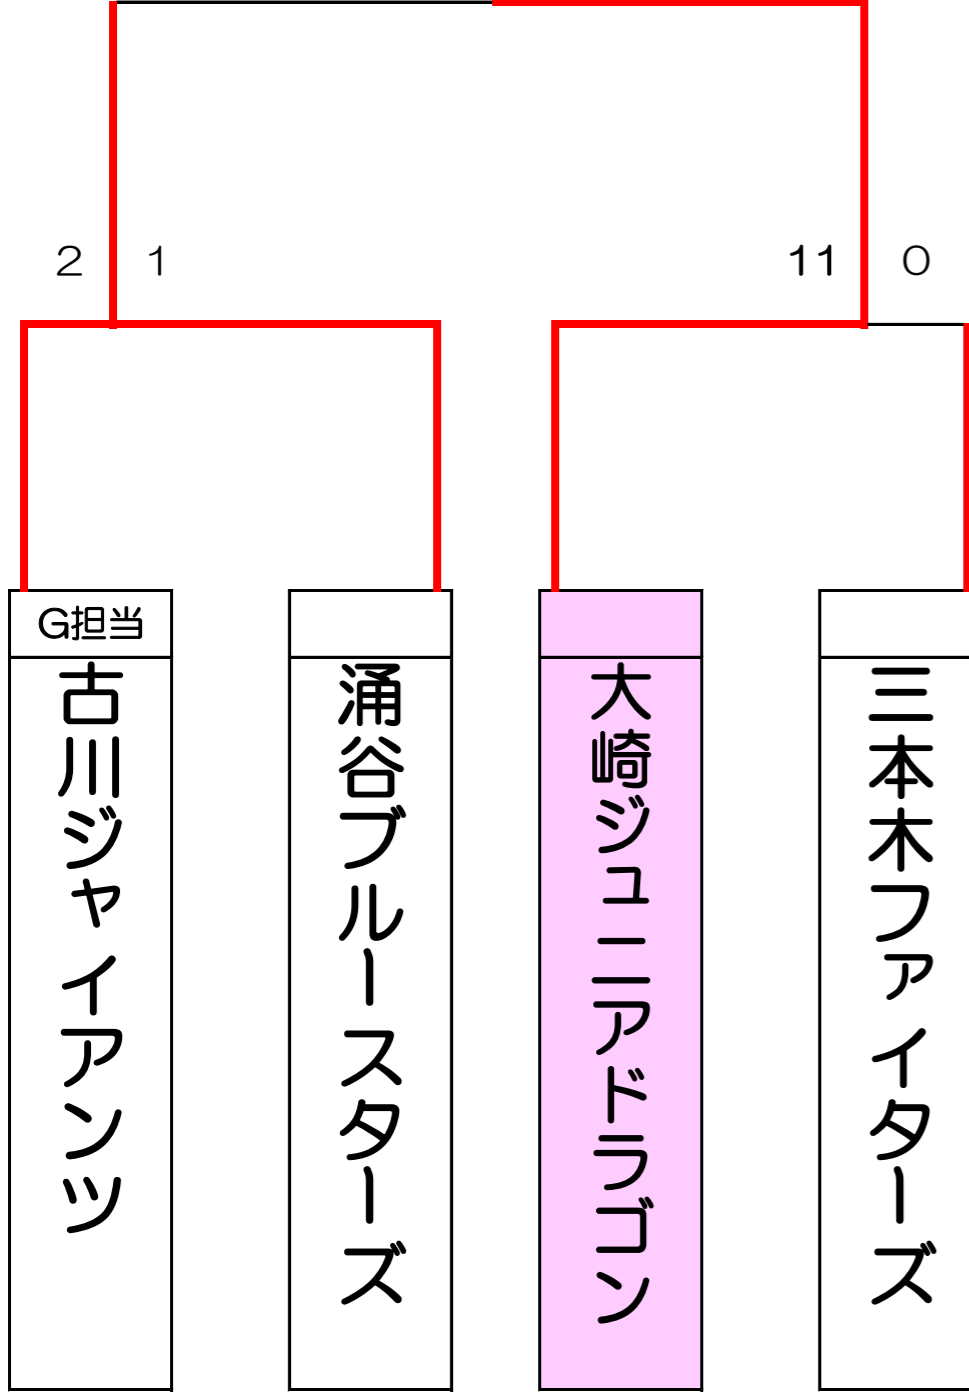 2 1 11 0
G担当
古川ジャイアンツ
涌谷ブルースターズ
大崎ジュニアドラゴン
三本木ファイターズ